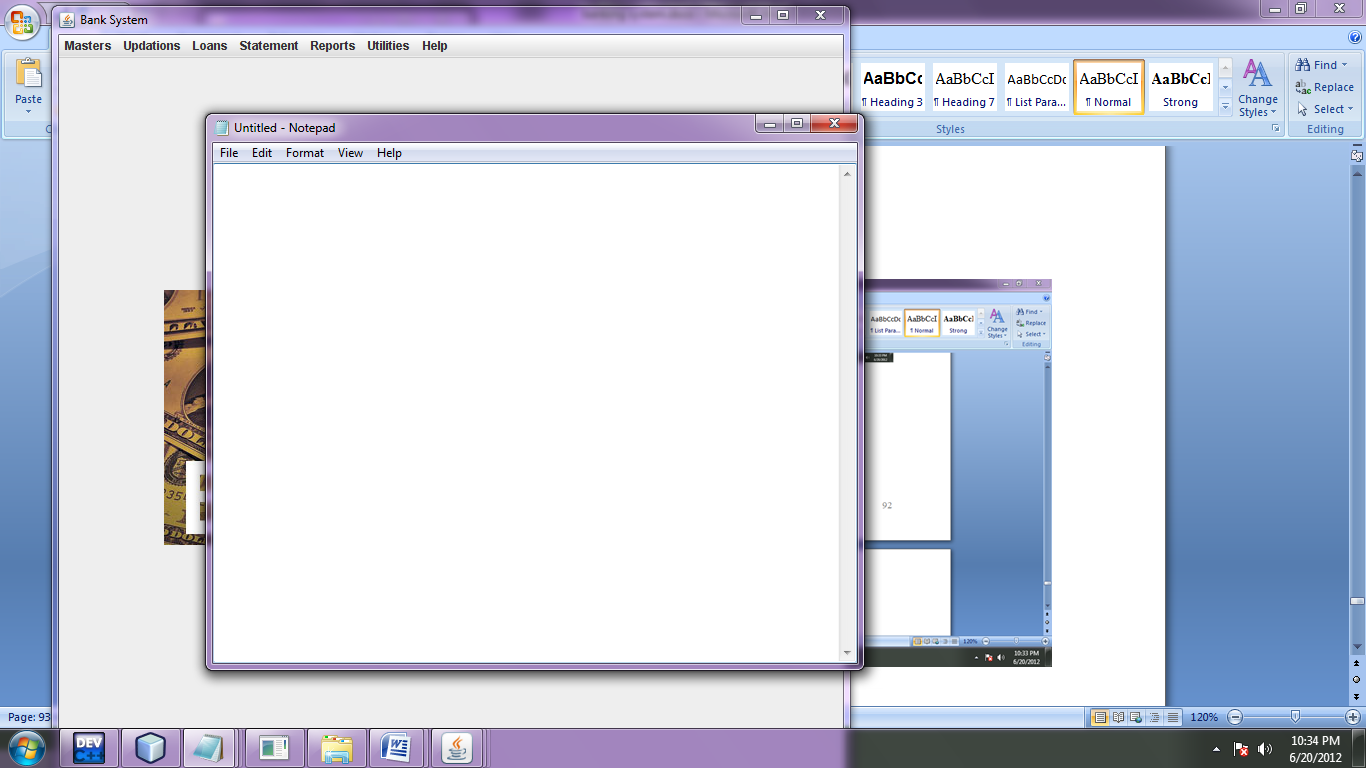 Bank System
Masters Updations Loans Statement Reports Utilities Help
Untitled - Notepad
File Edit Format View Help
Paste
AaBbCc AaBbCcI AaBbCcDc AaBbCcI AaBbCcI
¶ Heading 3 ¶ Heading 7 ¶ List Para... ¶ Normal Strong
Change
Styles
Find
Replace
Select
Styles
Editing
AaBbCcDc AaBbCcI AaBbCcI
¶ List Para... ¶ Normal Strong
Change
Styles
Find
Replace
Select
Editing
92
120%
10:33 PM
6/20/2012
Page: 93
120%
DEV
C++
W
10:34 PM
6/20/2012